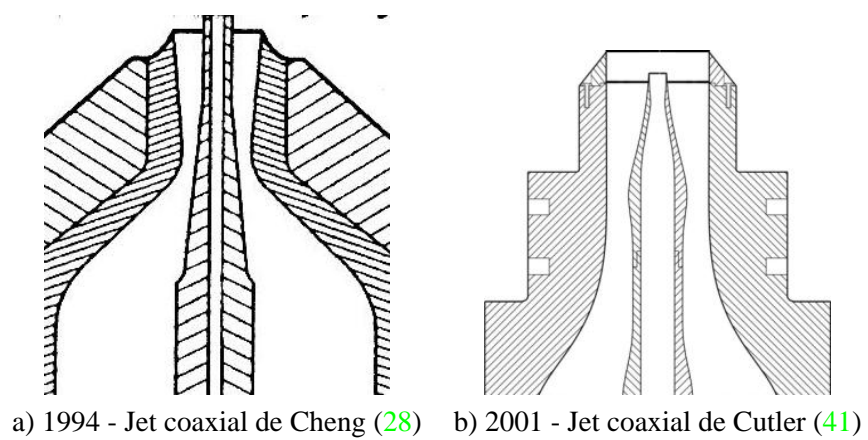 a) 1994 - Jet coaxial de Cheng (28) b) 2001 - Jet coaxial de Cutler (41)